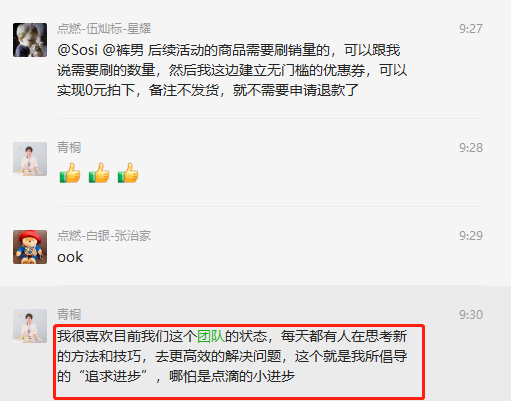 点燃-伍灿标-星耀
9:27
@Sosi @裤男 后续活动的商品需要刷销量的，可以跟我
说需要刷的数量，然后我这边建立无门槛的优惠券，可以
实现0元拍下，备注不发货，就不需要申请退款了
青桐
9:28
点燃-白银-张治家
9:29
ook
青桐
9:30
我很喜欢目前我们这个团队的状态，每天都有人在思考新
的方法和技巧，去更高效的解决问题，这个就是我所倡导
的“追求进步”，哪怕是点滴的小进步